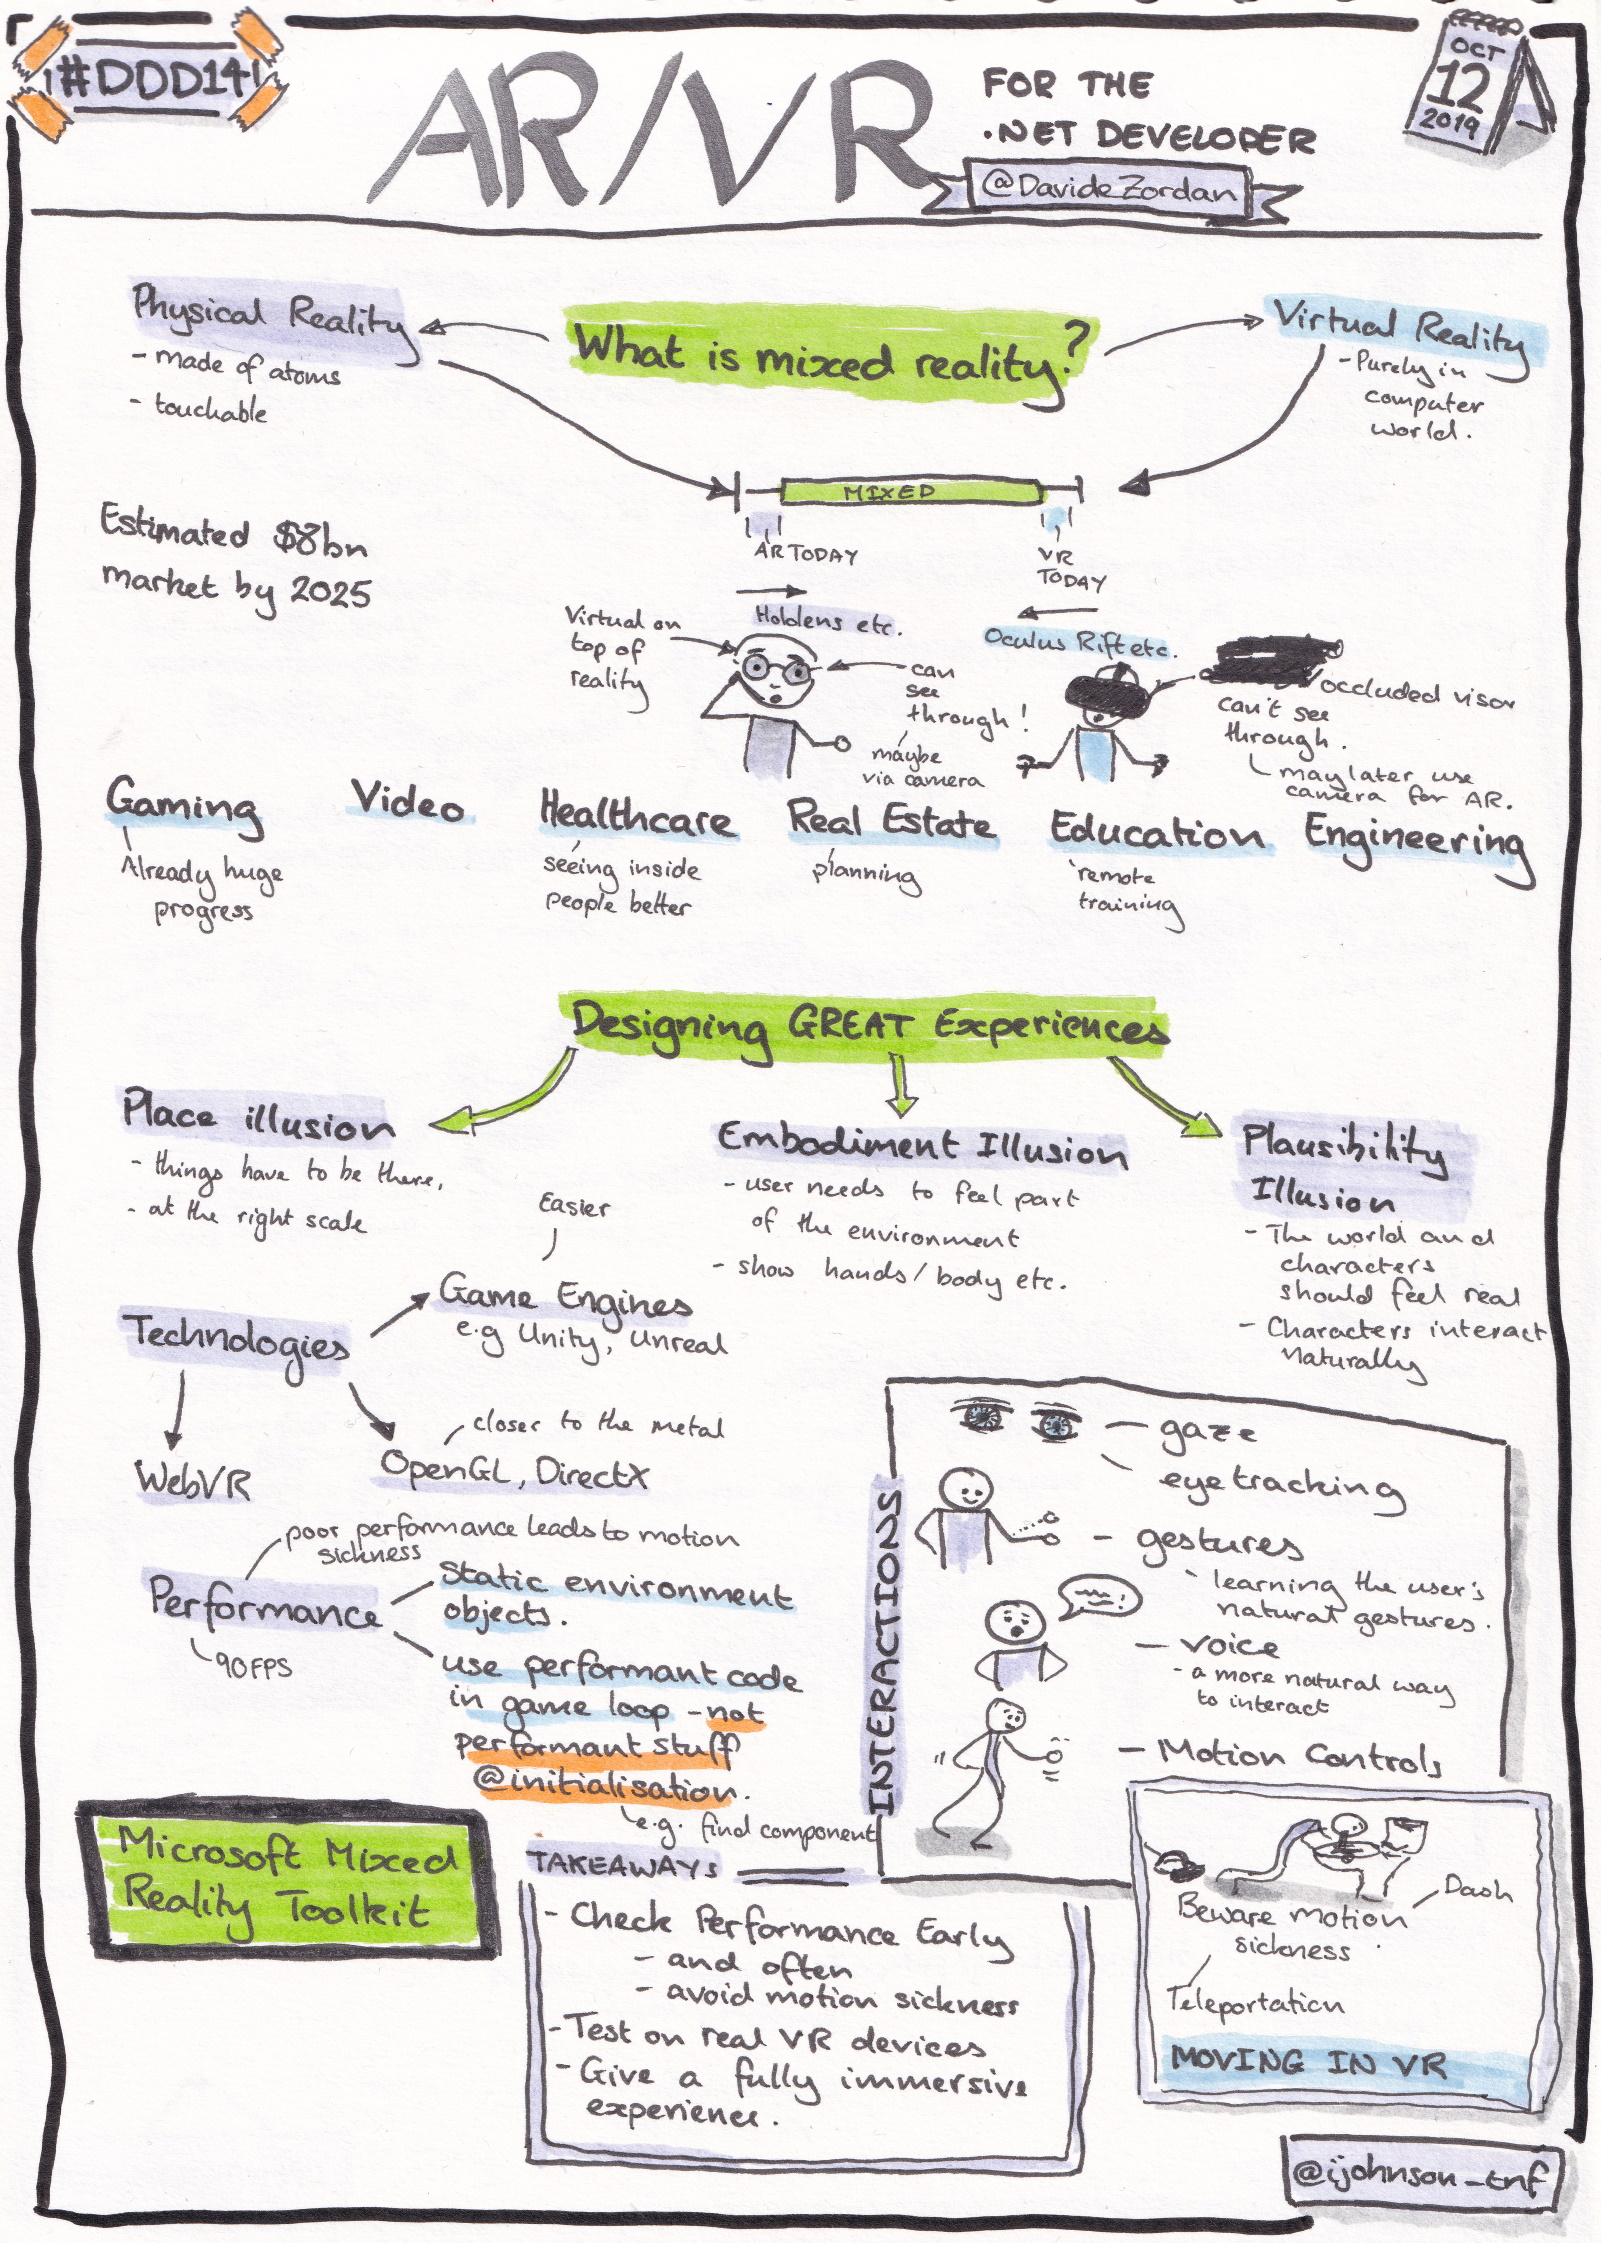 #DDD14
AR/VR
FOR THE
.NET DEVELOPER
@DavideZordan
OCT
12
2019
Physical Reality
- made of atoms
- touchable
What is mixed reality?
Virtual Reality
- Purely in
computer
world.
MIXED
AR TODAY
VR
TODAY
Estimated $8bn
market by 2025
Virtual on
top of
reality
Holdens etc.
can
see
through!
maybe
via camera
Oculus Rift etc.
occluded visor
can't see
through.
may later use
camera for AR.
Gaming
Already huge
progress
Video
Healthcare
seeing inside
people better
Real Estate
planning
Education
remote
training
Engineering
Designing GREAT Experiences
Place illusion
- things have to be there,
- at the right scale
Embodiment Illusion
- user needs to feel part
of the environment
- show hands/body etc.
Plausibility
Illusion
- The world and
characters
should feel real
- Characters interact
naturally
Technologies
Easier
Game Engines
e.g Unity, Unreal
WebVR
closer to the metal
OpenGL, DirectX
poor performance leads to motion
sickness
Performance
90FPS
Static environment
objects.
use performant code
in game loop - not
performant stuff
@initialisation.
e.g. find component
INTERACTIONS
- gaze
eye tracking
- gestures
- learning the user's
natural gestures.
- voice
- a more natural way
to interact
- Motion Controls
Microsoft Mixed
Reality Toolkit
TAKEAWAYS
- Check Performance Early
- and often
- avoid motion sickness
- Test on real VR devices
- Give a fully immersive
experience.
Dash
Beware motion
sickness
Teleportation
MOVING IN VR
@ijohnson_tnf